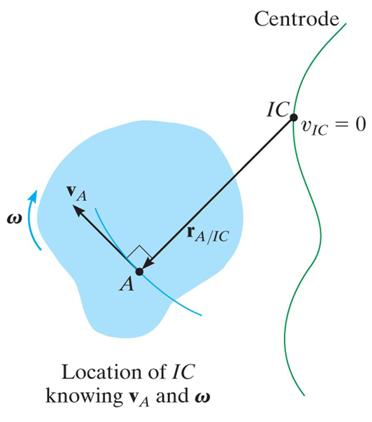 Centrode
IC
v_IC = 0
v_A
ω
r_A/IC
A
Location of IC
knowing v_A and ω